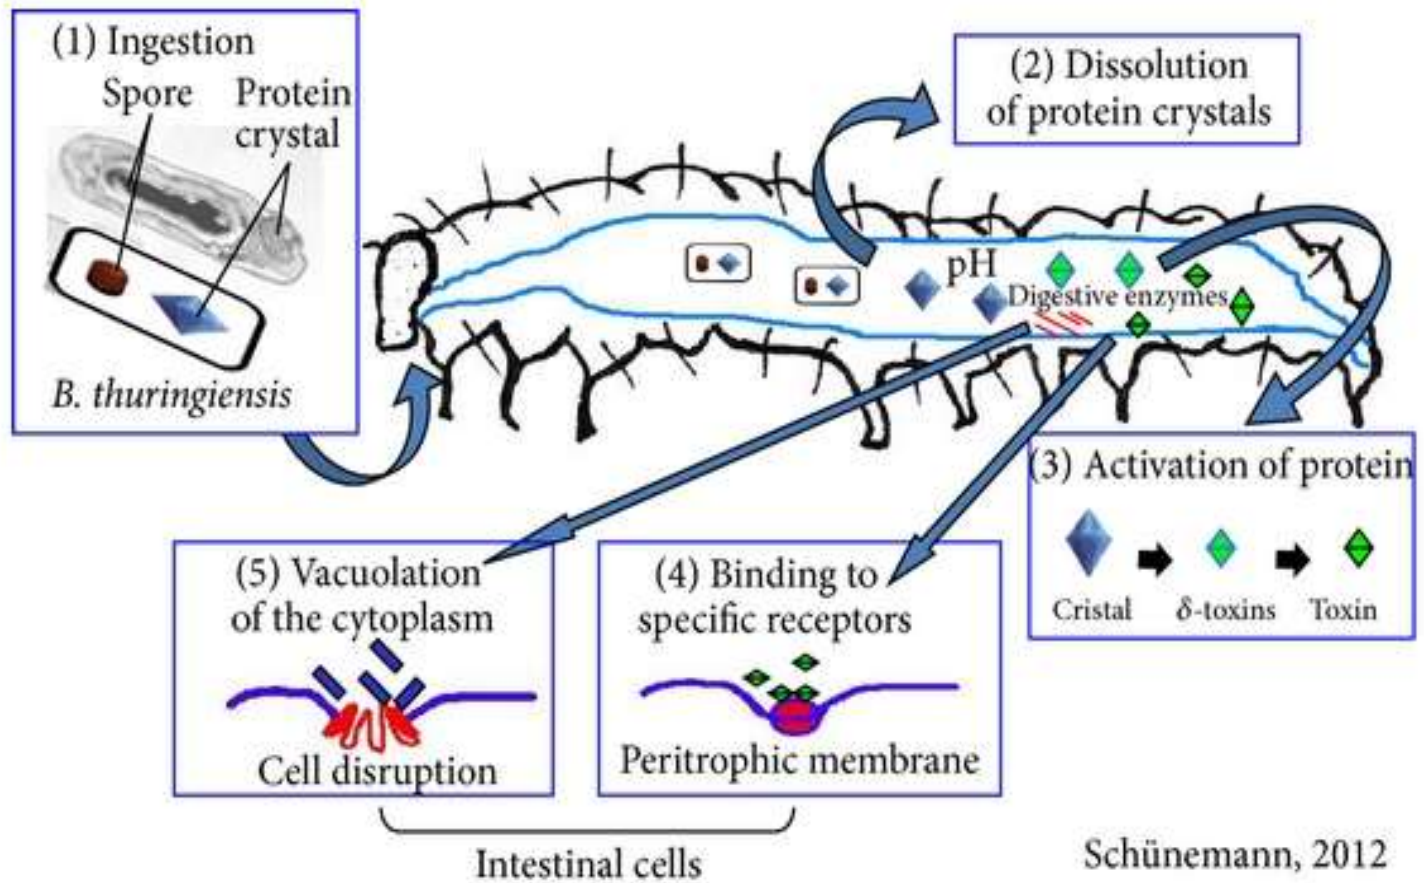 (1) Ingestion
Spore
Protein
crystal
B. thuringiensis
(2) Dissolution
of protein crystals
pH
Digestive enzymes
(3) Activation of protein
Cristal
δ-toxins
Toxin
(5) Vacuolation
of the cytoplasm
Cell disruption
(4) Binding to
specific receptors
Peritrophic membrane
Intestinal cells
Schünemann, 2012